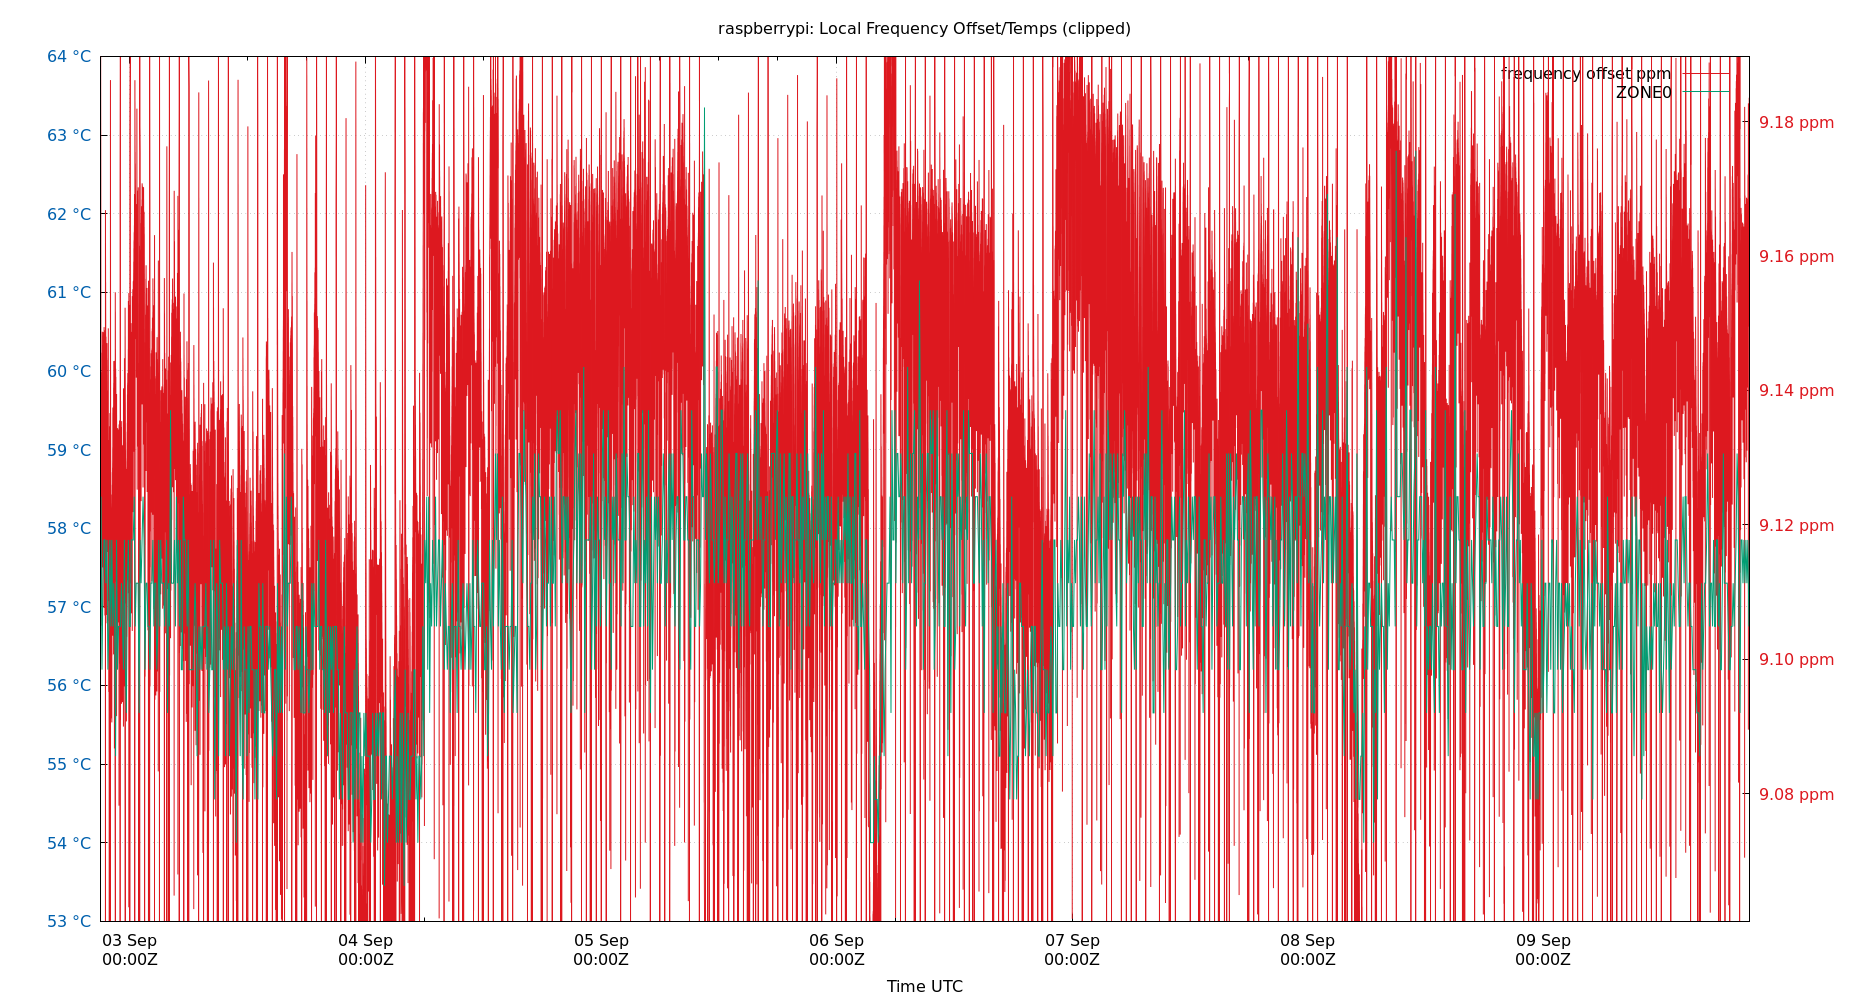 raspberrypi: Local Frequency Offset/Temps (clipped)
64 °C
63 °C
62 °C
61 °C
60 °C
59 °C
58 °C
57 °C
56 °C
55 °C
54 °C
53 °C
frequency offset ppm
ZONE0
9.18 ppm
9.16 ppm
9.14 ppm
9.12 ppm
9.10 ppm
9.08 ppm
03 Sep 04 Sep 05 Sep 06 Sep 07 Sep 08 Sep 09 Sep
00:00Z 00:00Z 00:00Z 00:00Z 00:00Z 00:00Z 00:00Z
Time UTC